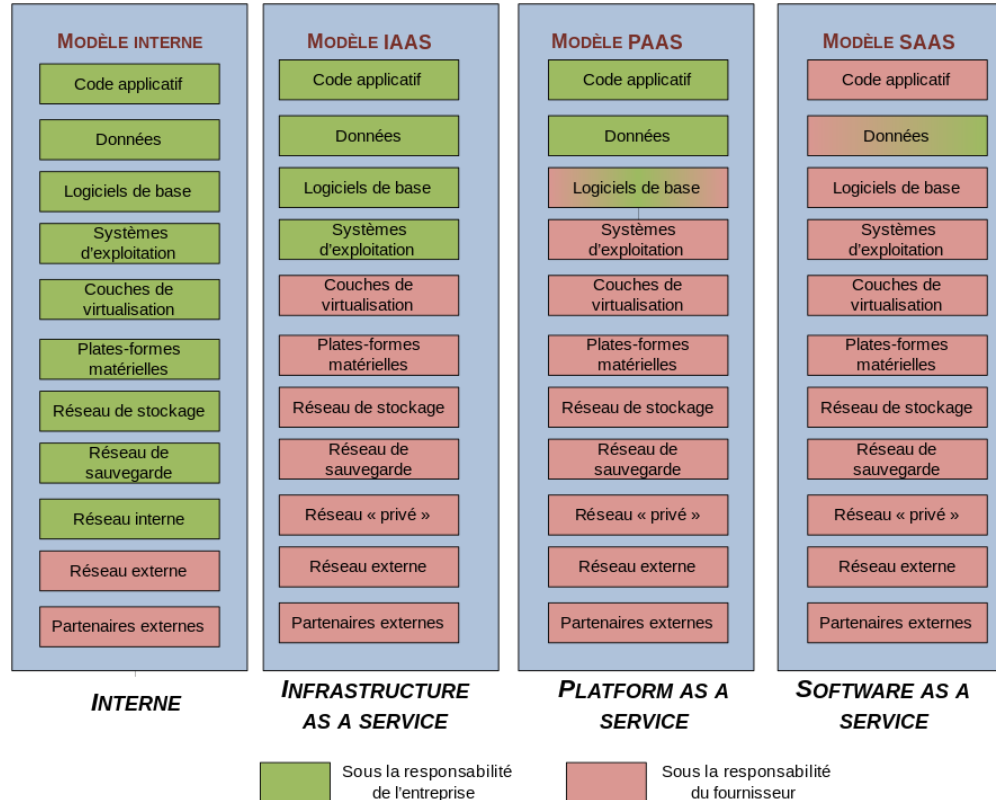 MODÈLE INTERNE
Code applicatif
Données
Logiciels de base
Systèmes
d'exploitation
Couches de
virtualisation
Plates-formes
matérielles
Réseau de stockage
Réseau de
sauvegarde
Réseau interne
Réseau externe
Partenaires externes
INTERNE
MODÈLE IAAS
Code applicatif
Données
Logiciels de base
Systèmes
d'exploitation
Couches de
virtualisation
Plates-formes
matérielles
Réseau de stockage
Réseau de
sauvegarde
Réseau « privé »
Réseau externe
Partenaires externes
INFRASTRUCTURE
AS A SERVICE
MODÈLE PAAS
Code applicatif
Données
Logiciels de base
Systèmes
d'exploitation
Couches de
virtualisation
Plates-formes
matérielles
Réseau de stockage
Réseau de
sauvegarde
Réseau « privé »
Réseau externe
Partenaires externes
PLATFORM AS A
SERVICE
MODÈLE SAAS
Code applicatif
Données
Logiciels de base
Systèmes
d'exploitation
Couches de
virtualisation
Plates-formes
matérielles
Réseau de stockage
Réseau de
sauvegarde
Réseau « privé »
Réseau externe
Partenaires externes
SOFTWARE AS A
SERVICE
Sous la responsabilité
de l'entreprise
Sous la responsabilité
du fournisseur